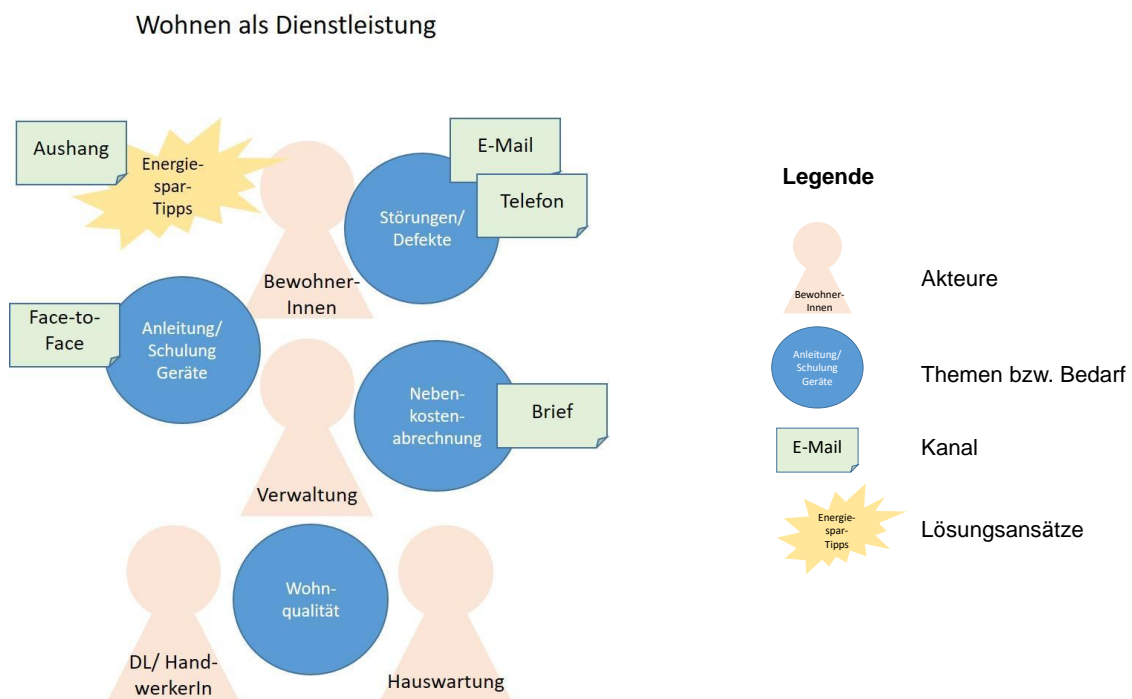 Wohnen als Dienstleistung
Aushang
Energie-
spar-
Tipps
E-Mail
Telefon
Störungen/
Defekte
Bewohner-
Innen
Face-to-
Face
Anleitung/
Schulung
Geräte
Neben-
kosten-
abrechnung
Brief
Verwaltung
Wohn-
qualität
DL/ Hand-
werkerIn
Hauswartung
Legende
Bewohner-
Innen
Akteure
Anleitung/
Schulung
Geräte
Themen bzw. Bedarf
E-Mail
Kanal
Energie-
spar-
Tipps
Lösungsansätze